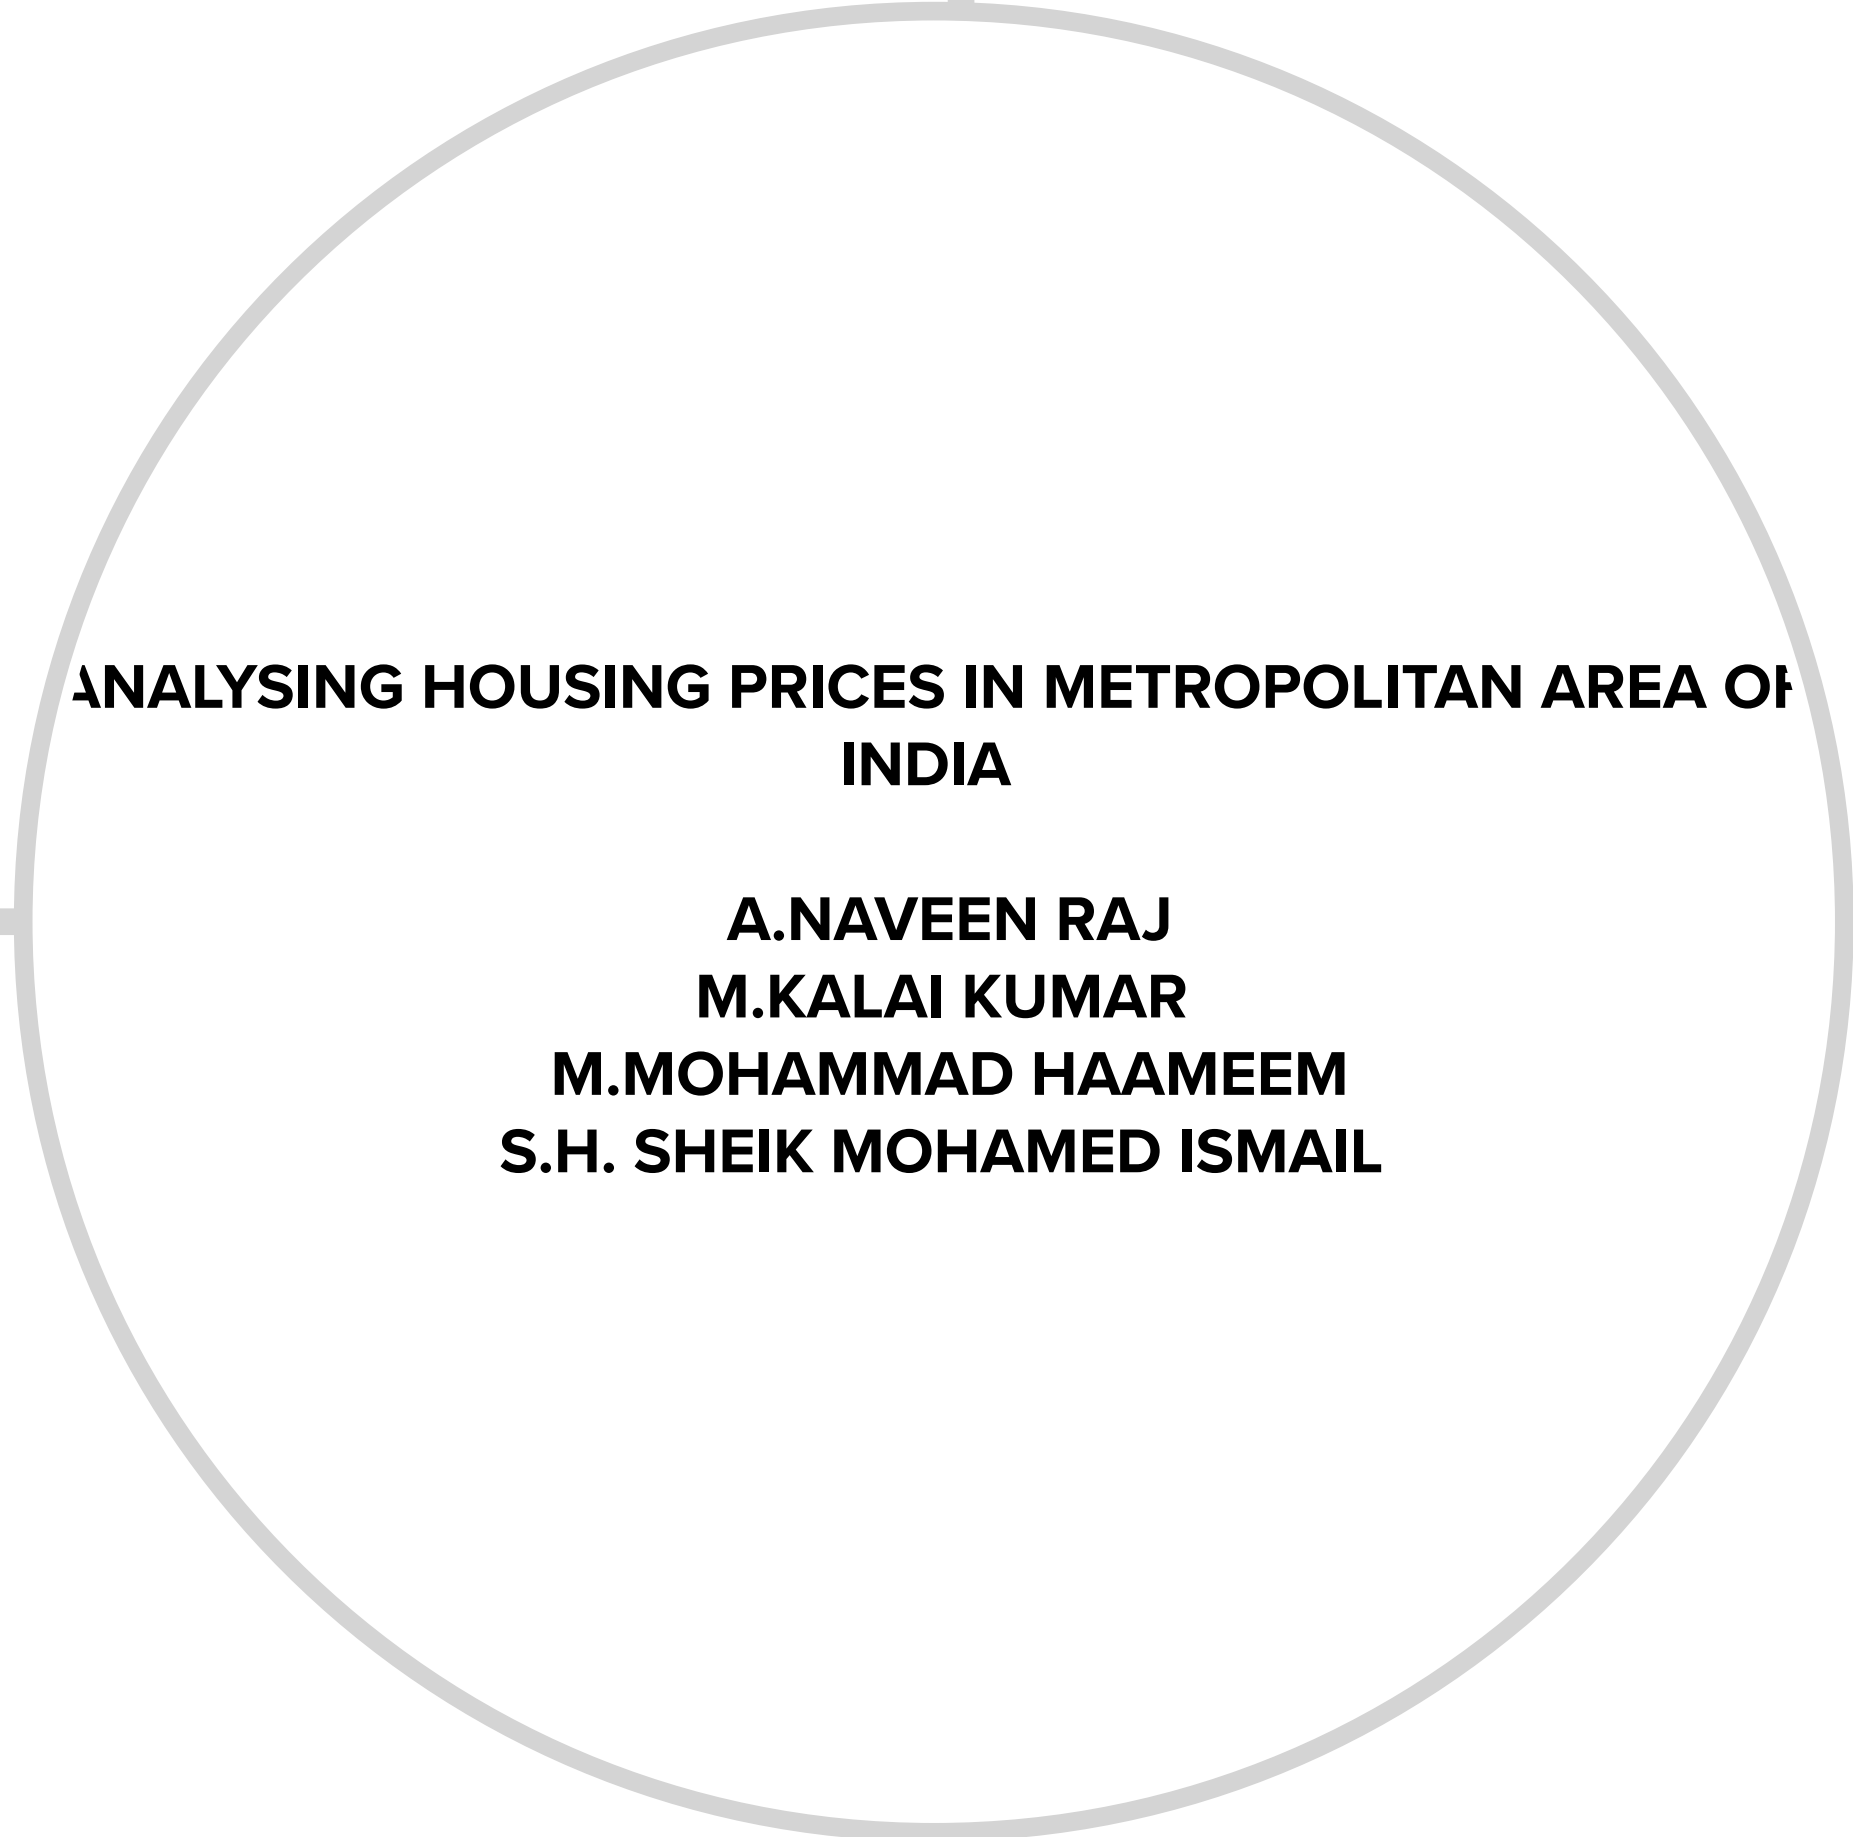 ANALYSING HOUSING PRICES IN METROPOLITAN AREA OF
INDIA
A.NAVEEN RAJ
M.KALAI KUMAR
M.MOHAMMAD HAAMEEM
S.H. SHEIK MOHAMED ISMAIL